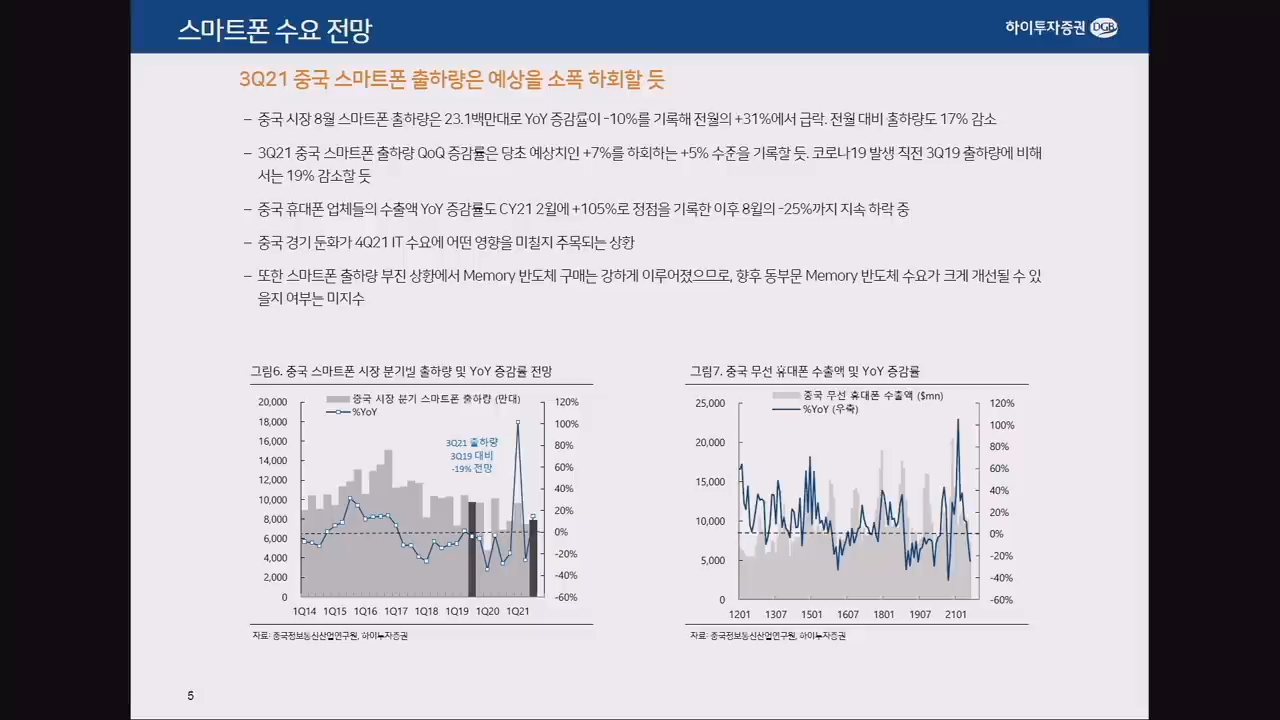 스마트폰 수요 전망
하이투자증권 DGB
3Q21 중국 스마트폰 출하량은 예상을 소폭 하회할 듯
– 중국 시장 8월 스마트폰 출하량은 23.1백만대로 YoY 증감률이 -10%를 기록해 전월의 +31%에서 급락. 전월 대비 출하량도 17% 감소
– 3Q21 중국 스마트폰 출하량 QoQ 증감률은 당초 예상치인 +7%를 하회하는 +5% 수준을 기록할 듯. 코로나19 발생 직전 3Q19 출하량에 비해
서는 19% 감소할 듯
– 중국 휴대폰 업체들의 수출액 YoY 증감률도 CY21 2월에 +105%로 정점을 기록한 이후 8월의 -25%까지 지속 하락 중
– 중국 경기 둔화가 4Q21 IT 수요에 어떤 영향을 미칠지 주목되는 상황
– 또한 스마트폰 출하량 부진 상황에서 Memory 반도체 구매는 강하게 이루어졌으므로, 향후 동부문 Memory 반도체 수요가 크게 개선될 수 있
을지 여부는 미지수
그림6. 중국 스마트폰 시장 분기빌 출하량 및 YoY 증감률 전망
중국 시장 분기 스마트폰 출하량 (만대)
%YoY
3Q21 출하량
3Q19 대비
-19% 전망
20,000
18,000
16,000
14,000
12,000
10,000
8,000
6,000
4,000
2,000
0
120%
100%
80%
60%
40%
20%
0%
-20%
-40%
-60%
1Q14 1Q15 1Q16 1Q17 1Q18 1Q19 1Q20 1Q21
자료: 중국정보통신산업연구원, 하이투자증권
그림7. 중국 무선 휴대폰 수출액 및 YoY 증감률
중국 무선 휴대폰 수출액 ($mn)
%YoY (우축)
25,000
20,000
15,000
10,000
5,000
0
120%
100%
80%
60%
40%
20%
0%
-20%
-40%
-60%
1201 1307 1501 1607 1801 1907 2101
자료: 중국정보통신산업연구원, 하이투자증권
5